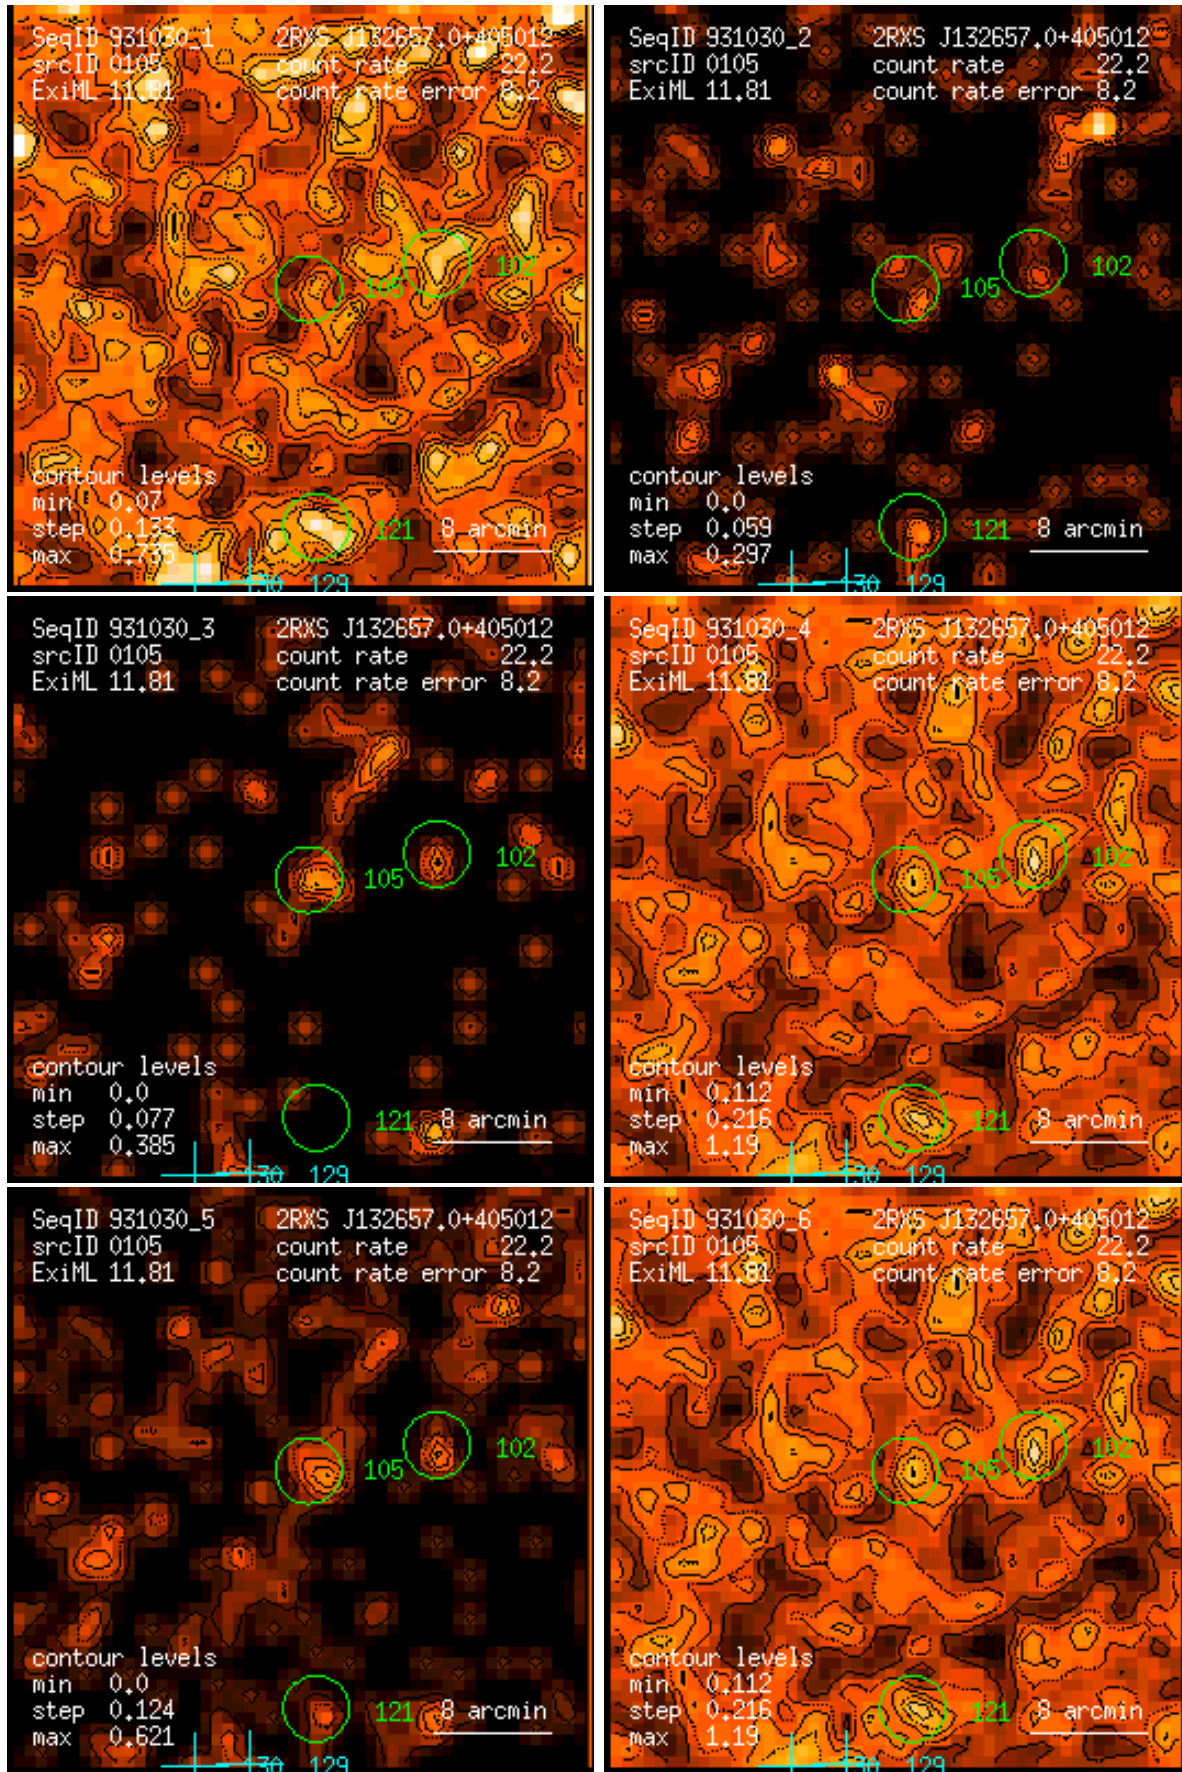 SeqID 931030_1 2RXS J132657.0+405012
srcID 0105 count rate 22.2
ExiML 11.81 count rate error 8.2
102
105
contour levels
min 0.07
step 0.133 121 8 arcmin
max 0.735
130 129
SeqID 931030_2 2RXS J132657.0+405012
srcID 0105 count rate 22.2
ExiML 11.81 count rate error 8.2
102
105
contour levels
min 0.0
step 0.059 121 8 arcmin
max 0.297
130 129
SeqID 931030_3 2RXS J132657.0+405012
srcID 0105 count rate 22.2
ExiML 11.81 count rate error 8.2
102
105
contour levels
min 0.0
step 0.077 121 8 arcmin
max 0.385
130 129
SeqID 931030_4 2RXS J132657.0+405012
srcID 0105 count rate 22.2
ExiML 11.81 count rate error 8.2
102
105
contour levels
min 0.112
step 0.216 121 8 arcmin
max 1.19
130 129
SeqID 931030_5 2RXS J132657.0+405012
srcID 0105 count rate 22.2
ExiML 11.81 count rate error 8.2
102
105
contour levels
min 0.0
step 0.124 121 8 arcmin
max 0.621
130 129
SeqID 931030_6 2RXS J132657.0+405012
srcID 0105 count rate 22.2
ExiML 11.81 count rate error 8.2
102
105
contour levels
min 0.112
step 0.216 121 8 arcmin
max 1.19
130 129